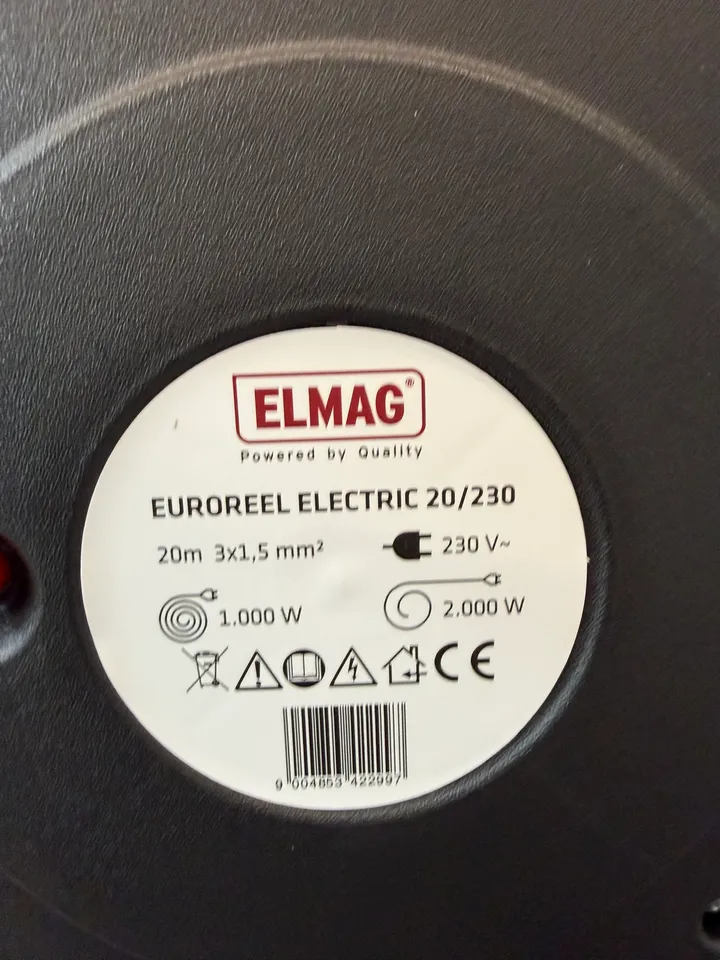 ELMAG®
Powered by Quality
EUROREEL ELECTRIC 20/230
20m 3x1,5 mm² 230 V~
1.000 W 2.000 W
CE
9 004853 422997